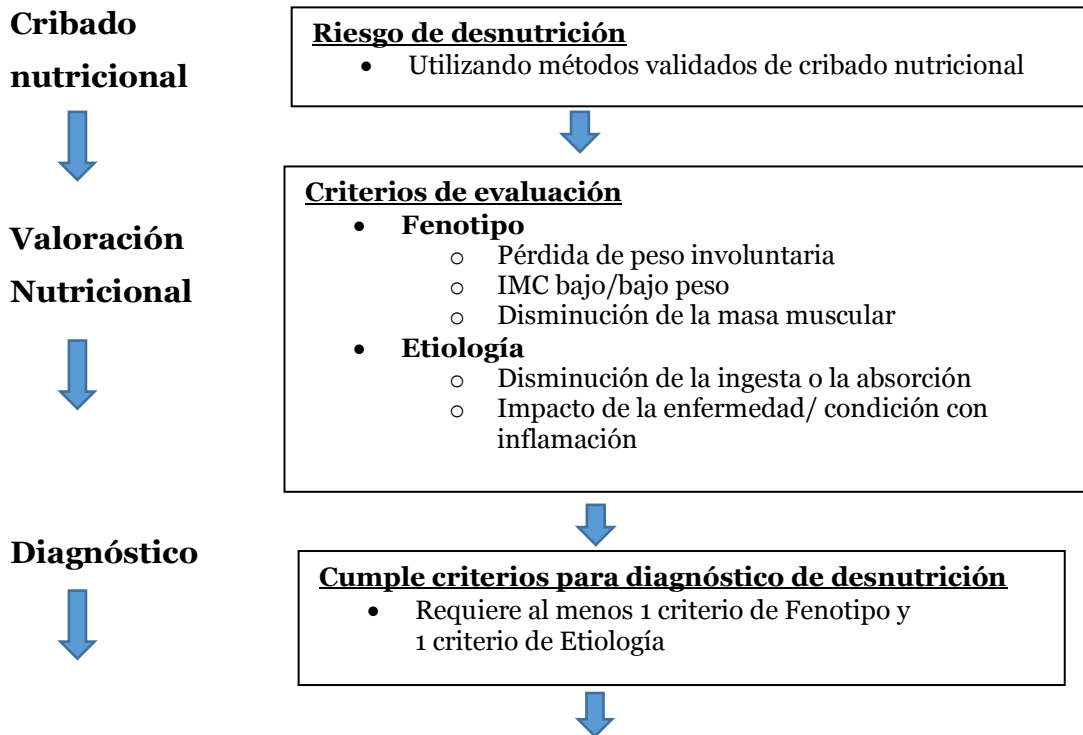 Cribado
nutricional
Riesgo de desnutrición
• Utilizando métodos validados de cribado nutricional
Valoración
Nutricional
Criterios de evaluación
• Fenotipo
o Pérdida de peso involuntaria
o IMC bajo/bajo peso
o Disminución de la masa muscular
• Etiología
o Disminución de la ingesta o la absorción
o Impacto de la enfermedad/ condición con
inflamación
Diagnóstico
Cumple criterios para diagnóstico de desnutrición
• Requiere al menos 1 criterio de Fenotipo y
1 criterio de Etiología